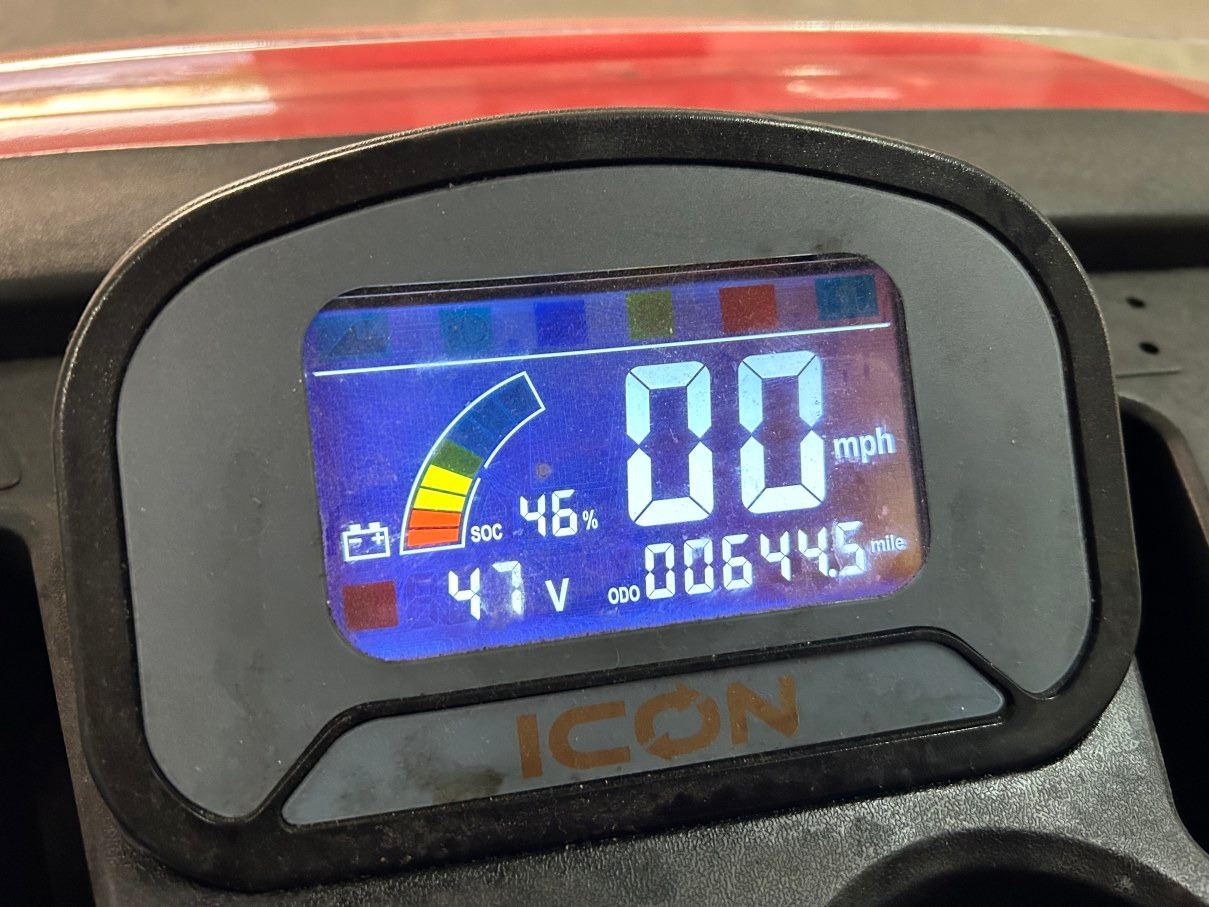 00 mph
SOC 46%
47 V
ODO 00644.5 mile
ICON